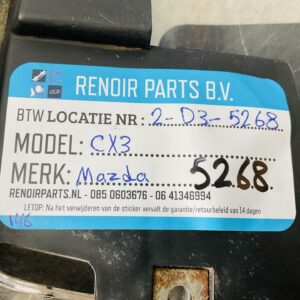 RENOIR PARTS B.V.
BTW LOCATIE NR : 2-D3-5268
MODEL: CX3
MERK: Mazda 5268
RENOIRPARTS.NL - 085 0603676 - 06 41346994
LETOP: Na het verwijderen van de sticker vervalt de garantie/retourbeleid van 14 dagen